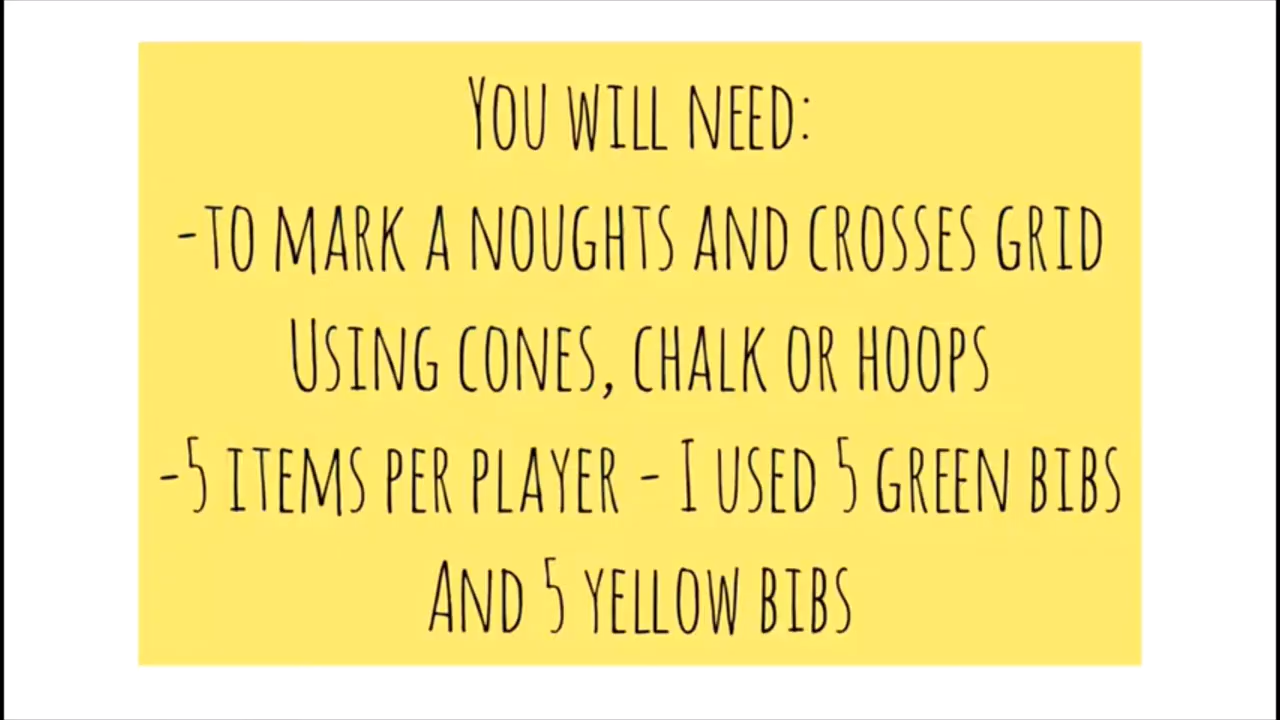 You will need:
-to mark a noughts and crosses grid
Using cones, chalk or hoops
-5 items per player - I used 5 green bibs
And 5 yellow bibs